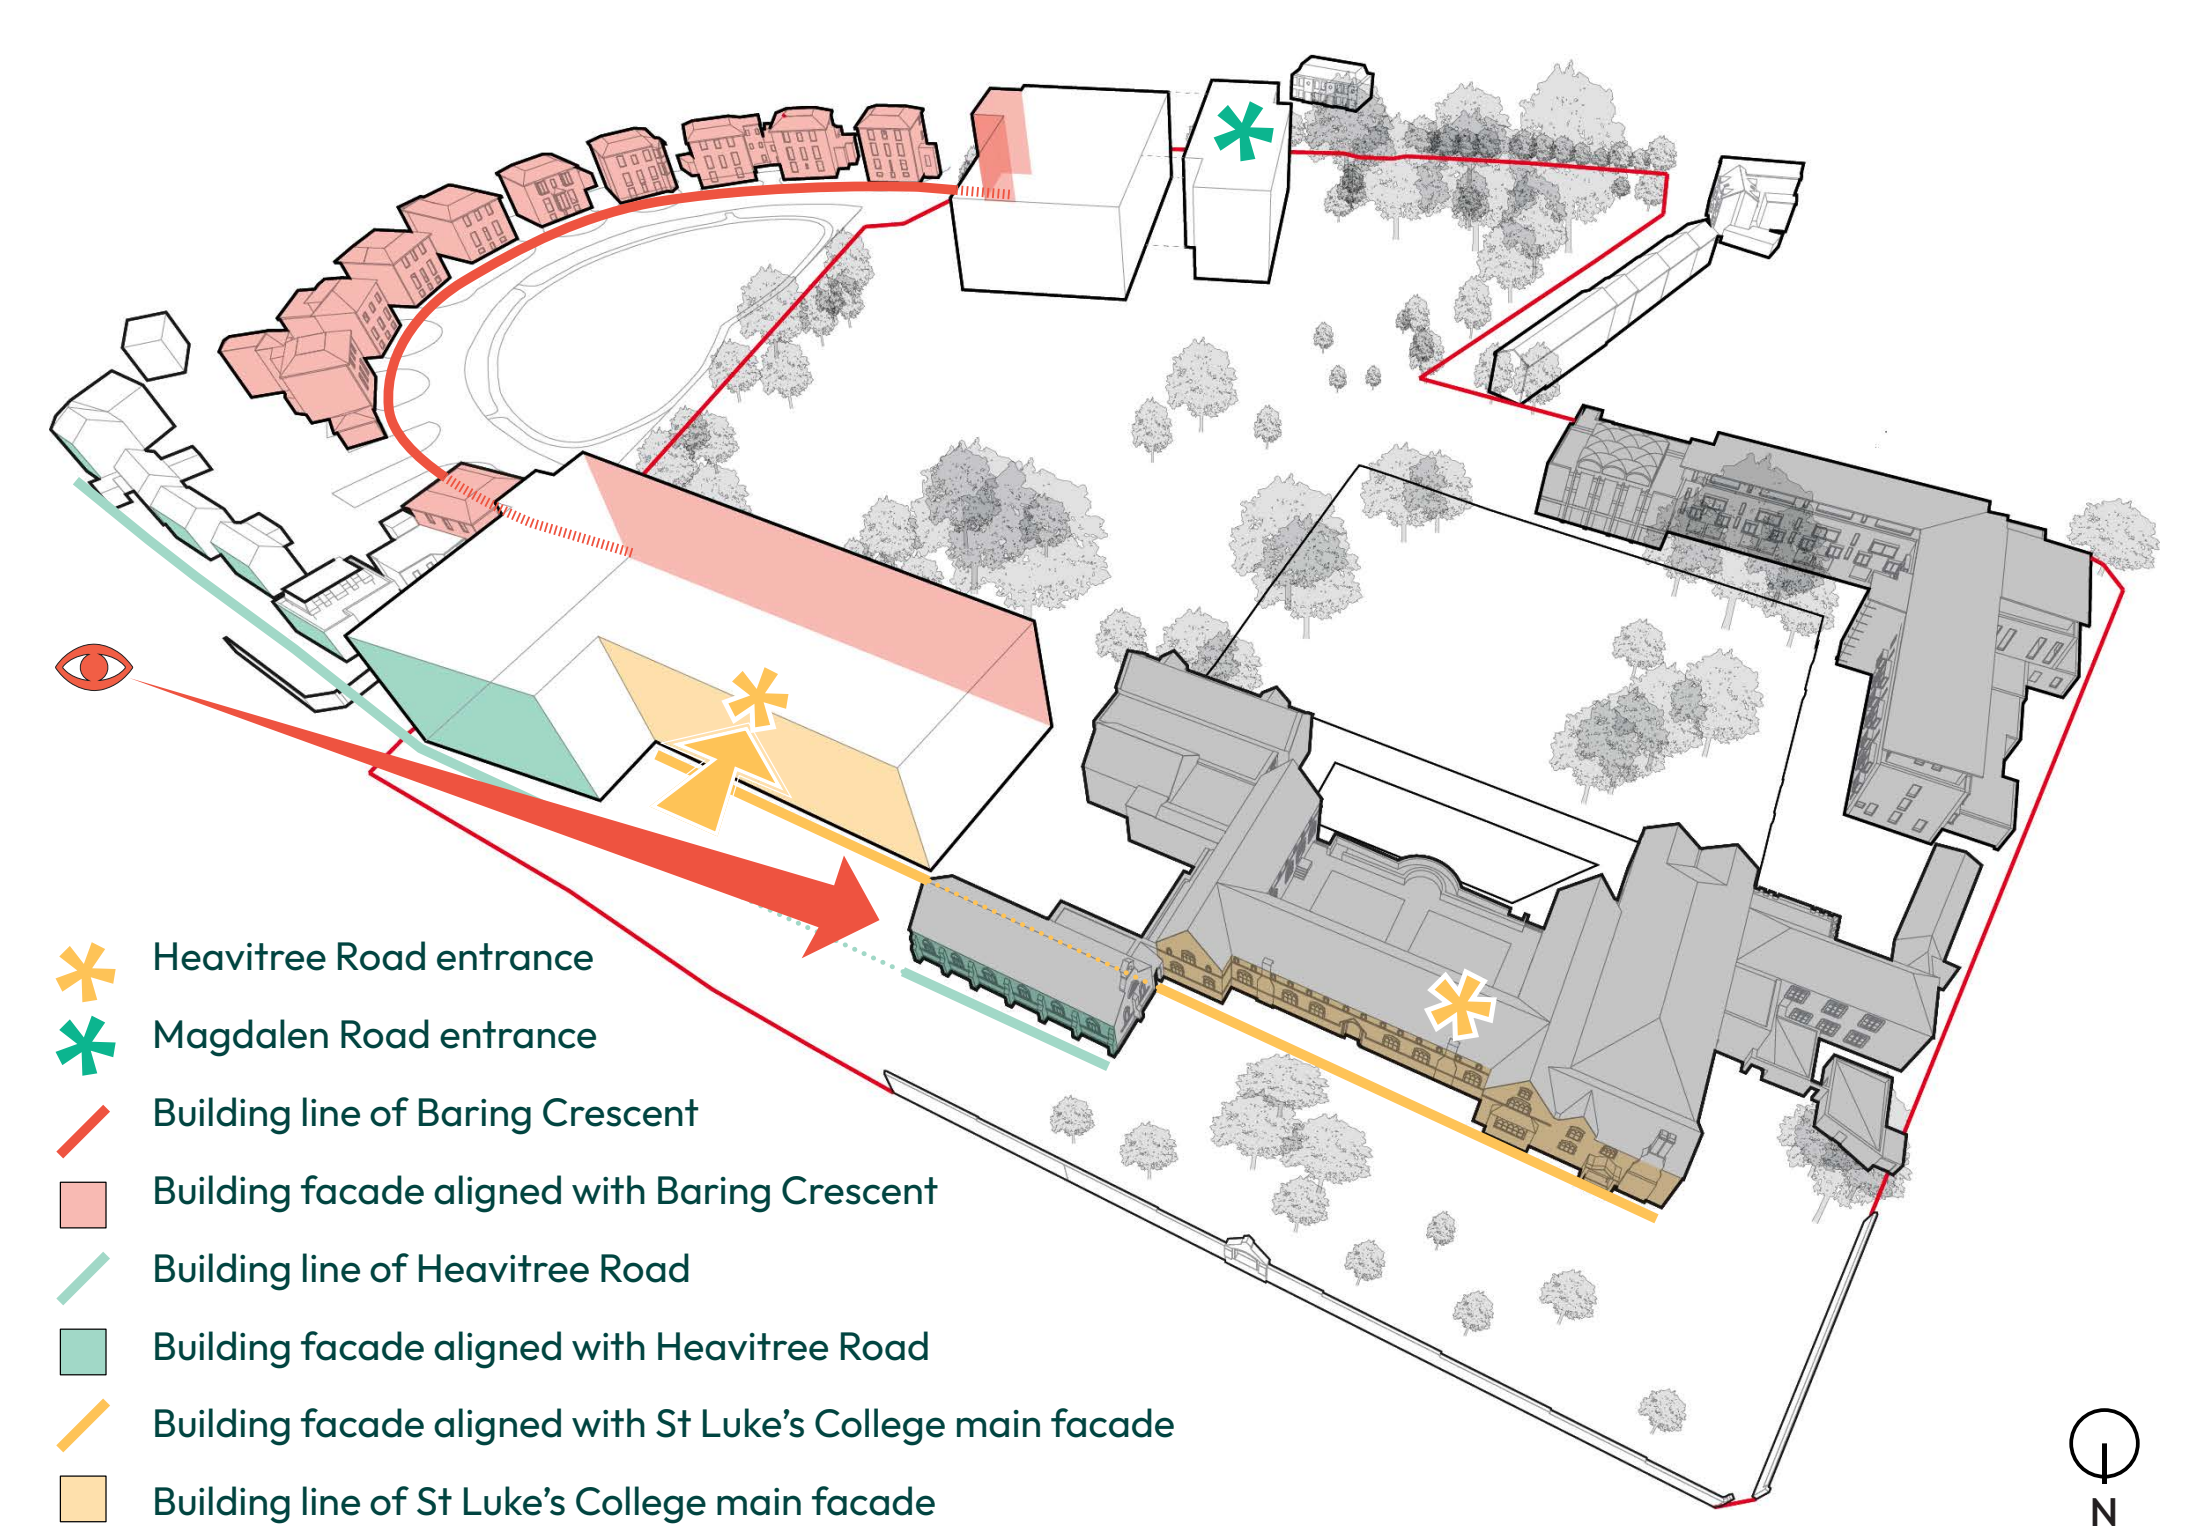 Heavitree Road entrance
Magdalen Road entrance
Building line of Baring Crescent
Building facade aligned with Baring Crescent
Building line of Heavitree Road
Building facade aligned with Heavitree Road
Building facade aligned with St Luke’s College main facade
Building line of St Luke’s College main facade
N